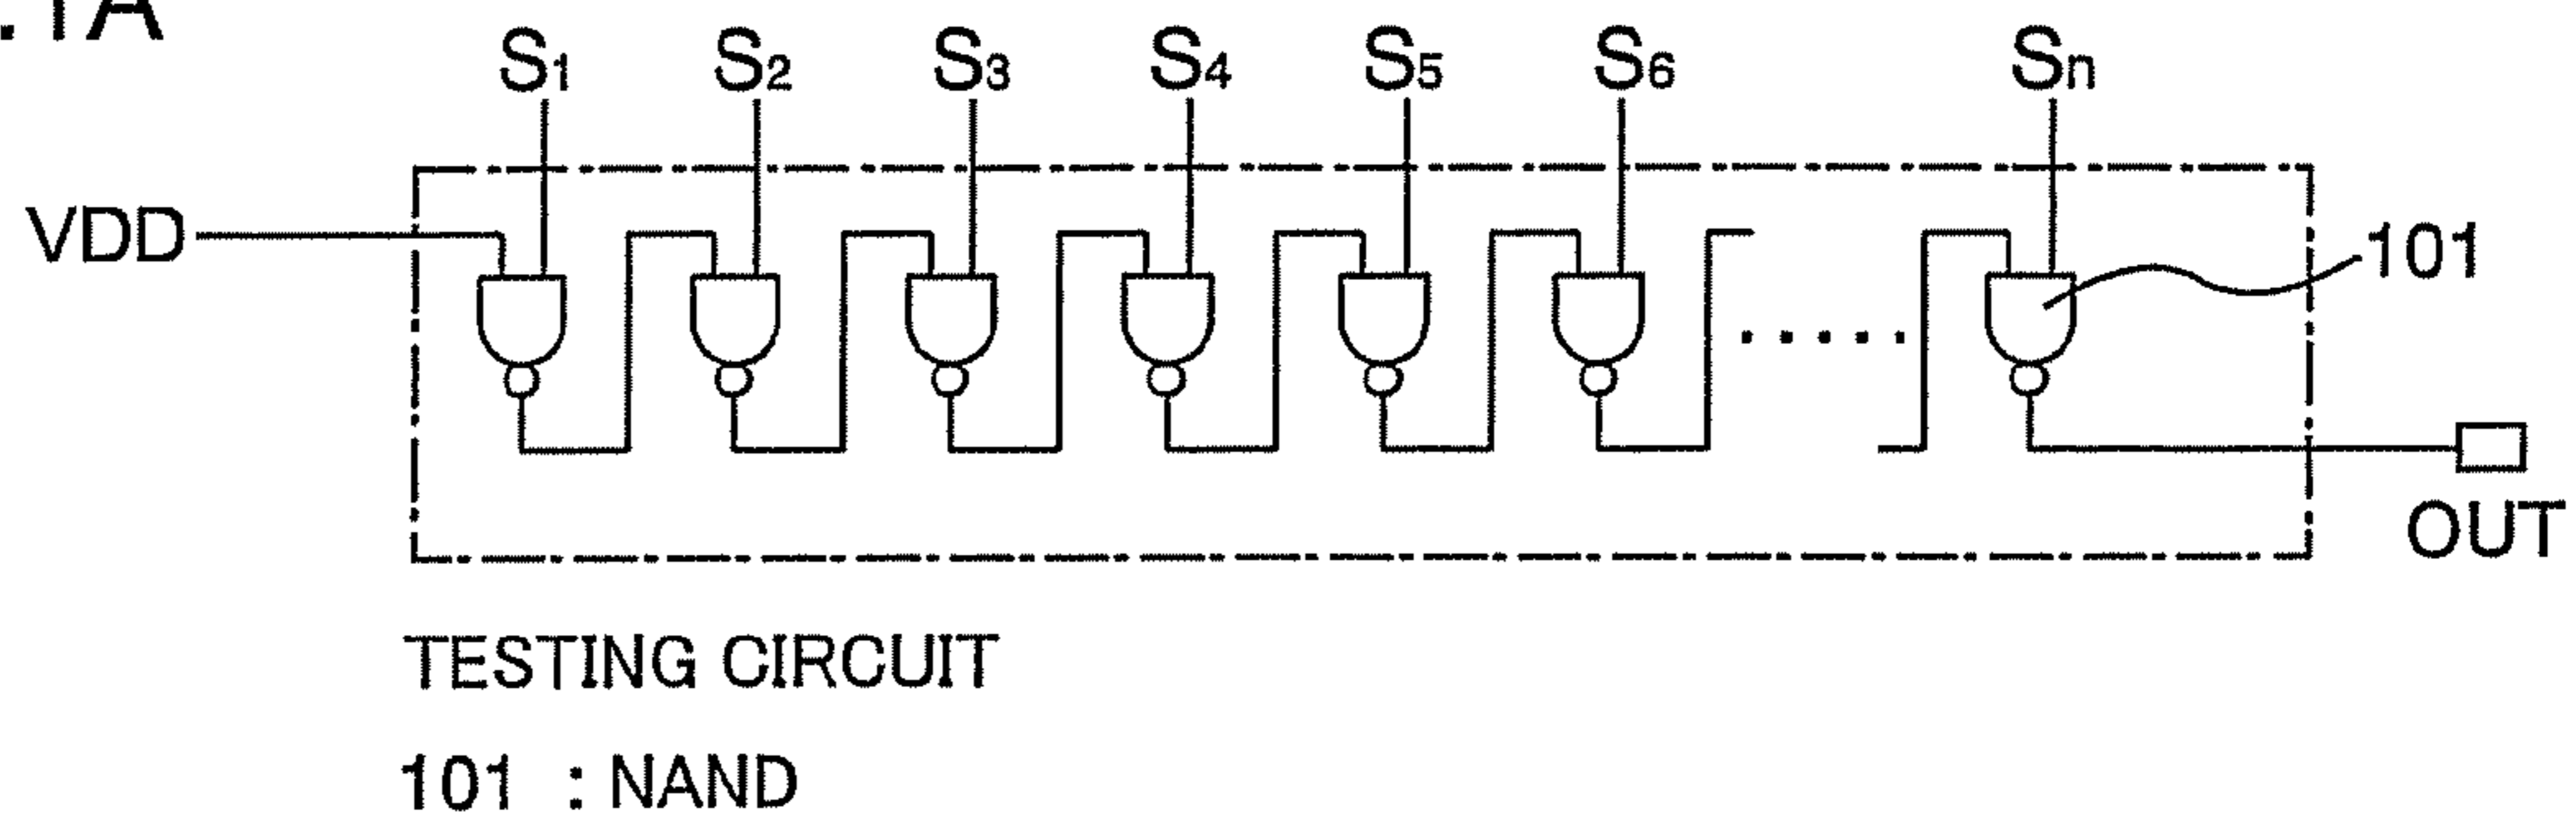 .1A
S1 S2 S3 S4 S5 S6 Sn
VDD
101
OUT
TESTING CIRCUIT
101 : NAND